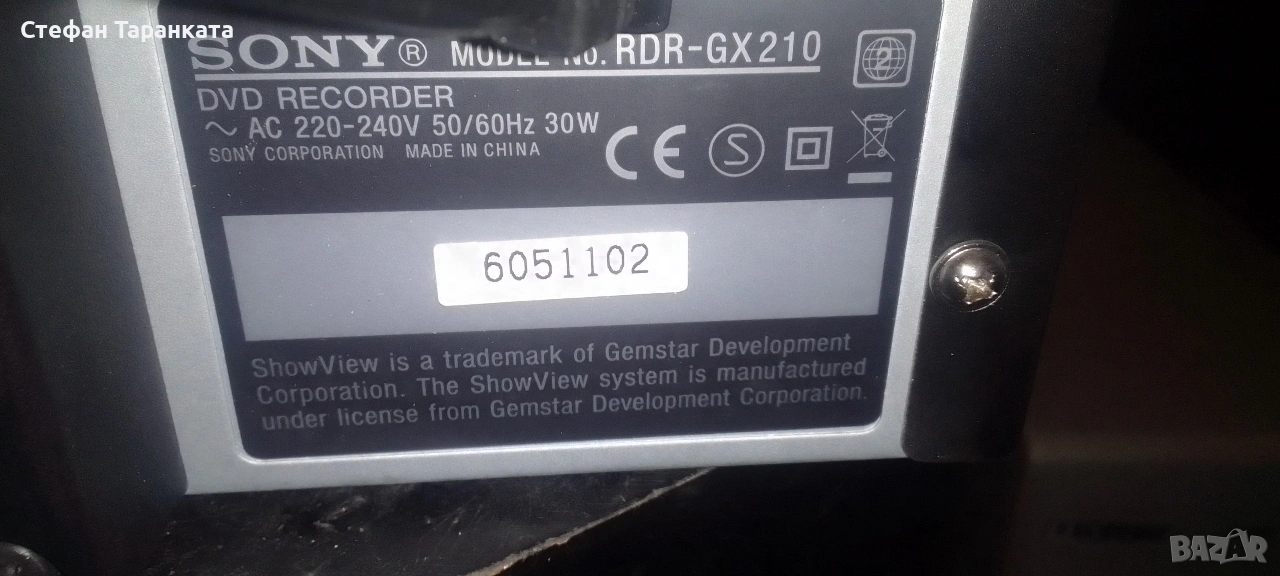 Стефан Таранката
SONY® MODEL No. RDR-GX210
2
DVD RECORDER
~ AC 220-240V 50/60Hz 30W
SONY CORPORATION MADE IN CHINA
CE S
6051102
ShowView is a trademark of Gemstar Development
Corporation. The ShowView system is manufactured
under license from Gemstar Development Corporation.
BAZAR